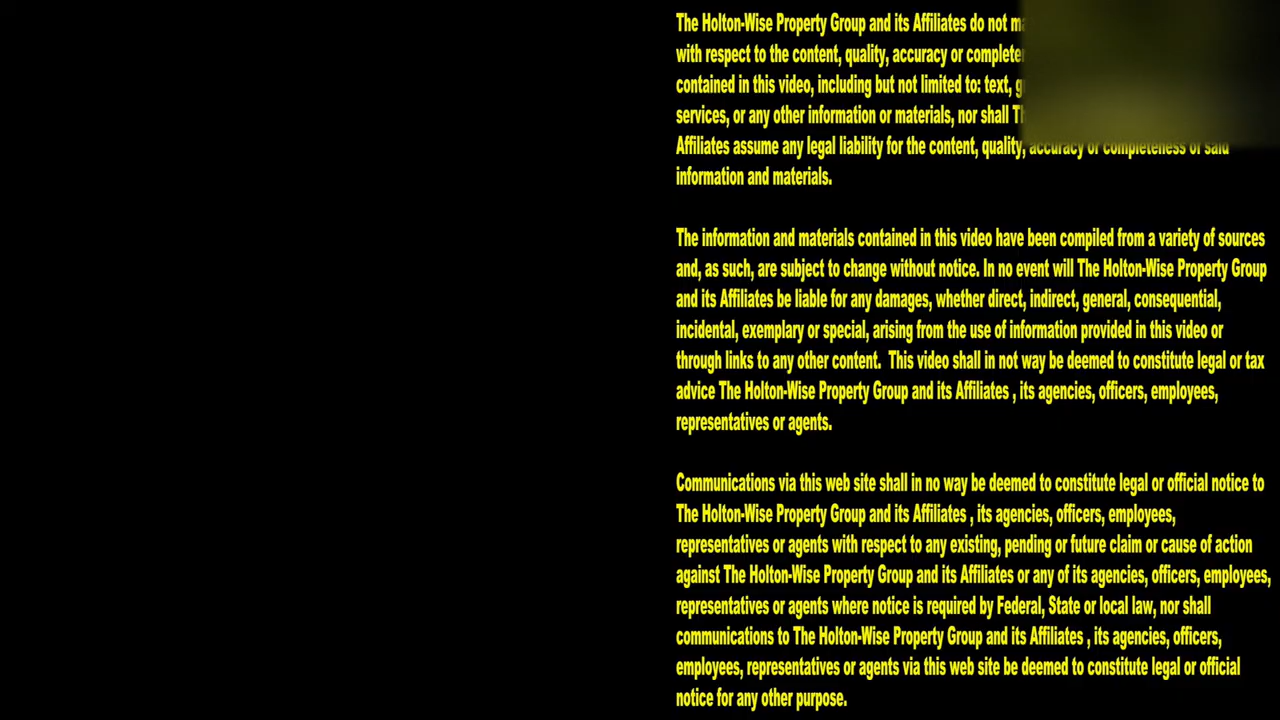 The Holton-Wise Property Group and its Affiliates do not
with respect to the content, quality, accuracy or
contained in this video, including but not limited to: text,
services, or any other information or materials, nor shall
Affiliates assume any legal liability for the content, quality, accuracy or completeness of said
information and materials.
The information and materials contained in this video have been compiled from a variety of sources
and, as such, are subject to change without notice. In no event will The Holton-Wise Property Group
and its Affiliates be liable for any damages, whether direct, indirect, general, consequential,
incidental, exemplary or special, arising from the use of information provided in this video or
through links to any other content. This video shall in not way be deemed to constitute legal or tax
advice The Holton-Wise Property Group and its Affiliates , its agencies, officers, employees,
representatives or agents.
Communications via this web site shall in no way be deemed to constitute legal or official notice to
The Holton-Wise Property Group and its Affiliates , its agencies, officers, employees,
representatives or agents with respect to any existing, pending or future claim or cause of action
against The Holton-Wise Property Group and its Affiliates or any of its agencies, officers, employees,
representatives or agents where notice is required by Federal, State or local law, nor shall
communications to The Holton-Wise Property Group and its Affiliates , its agencies, officers,
employees, representatives or agents via this web site be deemed to constitute legal or official
notice for any other purpose.